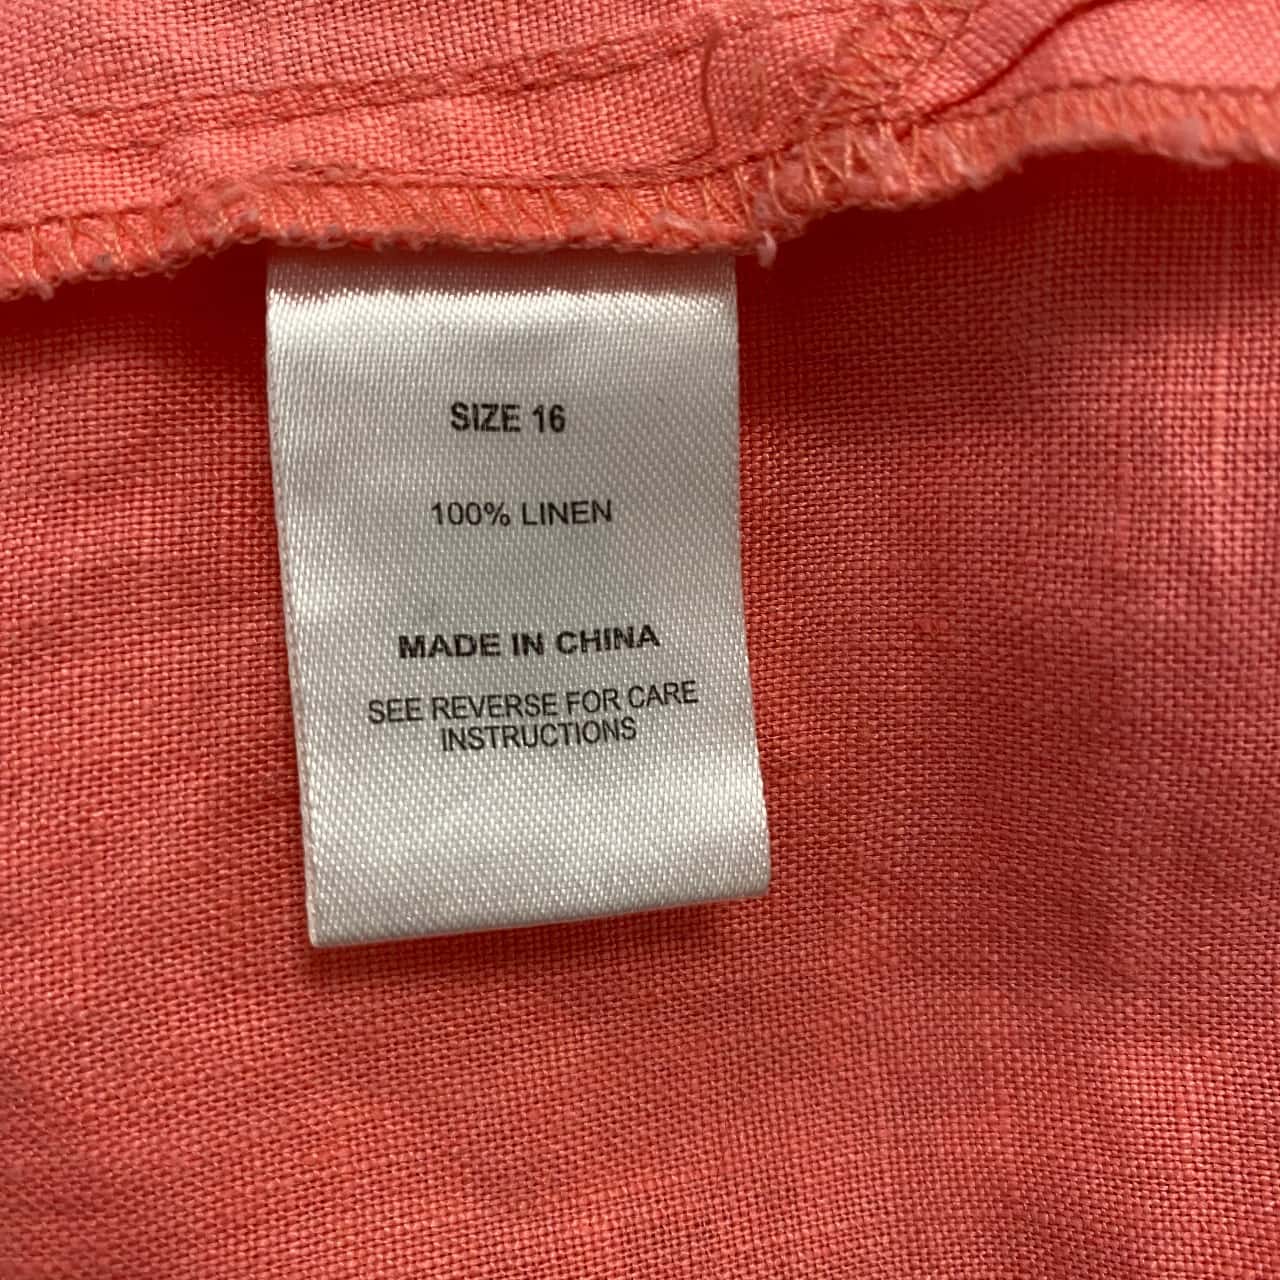 SIZE 16
100% LINEN
MADE IN CHINA
SEE REVERSE FOR CARE
INSTRUCTIONS